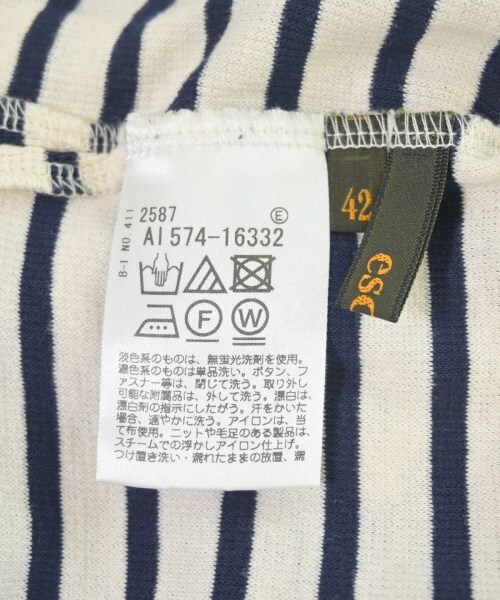 2587 E
AI 574-16332
8-1 NO.411
42
esc
F W
淡色系のものは、無蛍光洗剤を使用。
濃色系のものは単品洗い。ボタン、フ
ァスナー等は、閉じて洗う。取り外し
可能な附属品は、外して洗う。漂白は、
漂白剤の指示にしたがう。汗をかいた
場合、速やかに洗う。アイロンは、当
て布使用。ニットや毛足のある製品は、
スチームでの浮かしアイロン仕上げ。
つけ置き洗い・濡れたままの放置、濡